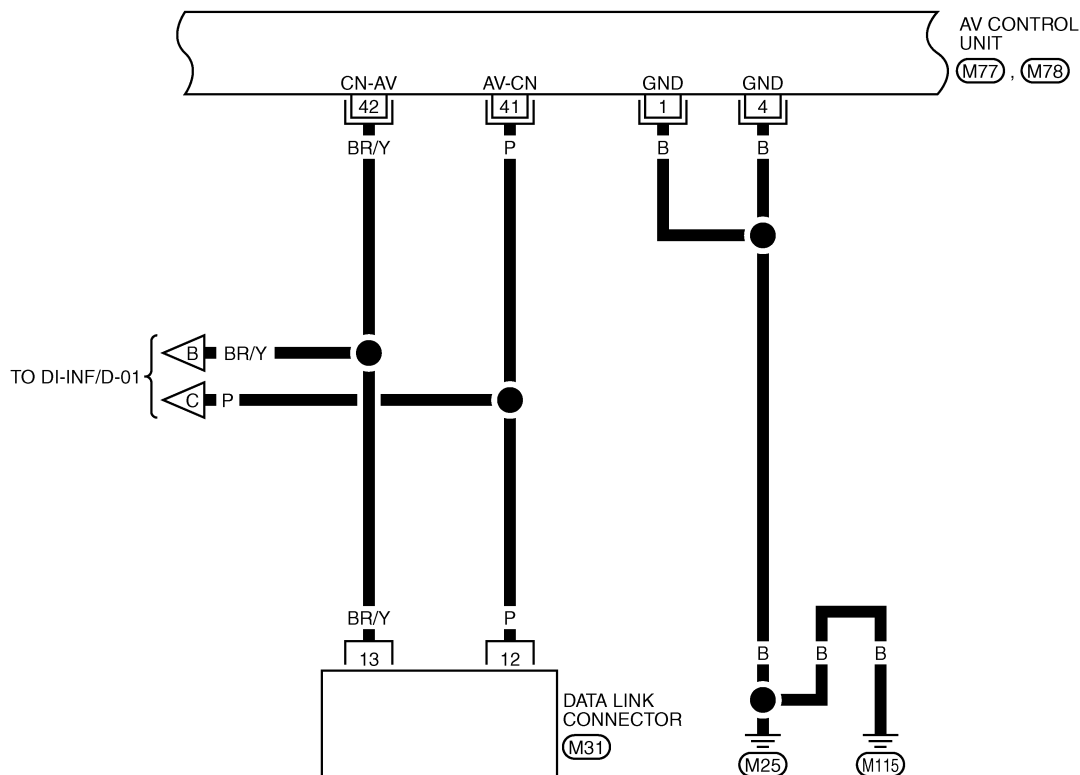 AV CONTROL
UNIT
M77 , M78
CN-AV AV-CN GND GND
42 41 1 4
BR/Y P B B
TO DI-INF/D-01
B BR/Y
C P
BR/Y P
B B B
13 12
DATA LINK
CONNECTOR
M31
M25 M115